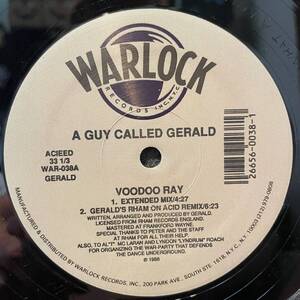 WARLOCK
RECORDS INC. N.Y.C.
A GUY CALLED GERALD
ACIEED
33 1/3
WAR-038A
GERALD
26656-0038-1
VOODOO RAY
1. EXTENDED MIX/4:27
2. GERALD'S RHAM ON ACID REMIX/6:23
WRITTEN, ARRANGED AND PRODUCED BY GERALD.
LICENSED FROM RHAM RECORDS ENGLAND.
MASTERED AT FRANKFORD WAYNE.
SPECIAL THANKS TO PETER AND THE STAFF
AT RHAM FOR ALL THEIR HELP.
ALSO, TO AL"T" MC LARAN AND LYNDON "LYNDRUM" ROACH
FOR ORGANIZING THE WAR-PARTY THAT DEFENDS
THE DANCE UNDERGROUND.
℗ 1988
MANUFACTURED & DISTRIBUTED BY WARLOCK RECORDS, INC., 200 PARK AVE. SOUTH STE. 1618, N.Y.C., N.Y. 10003 (212) 979-0808